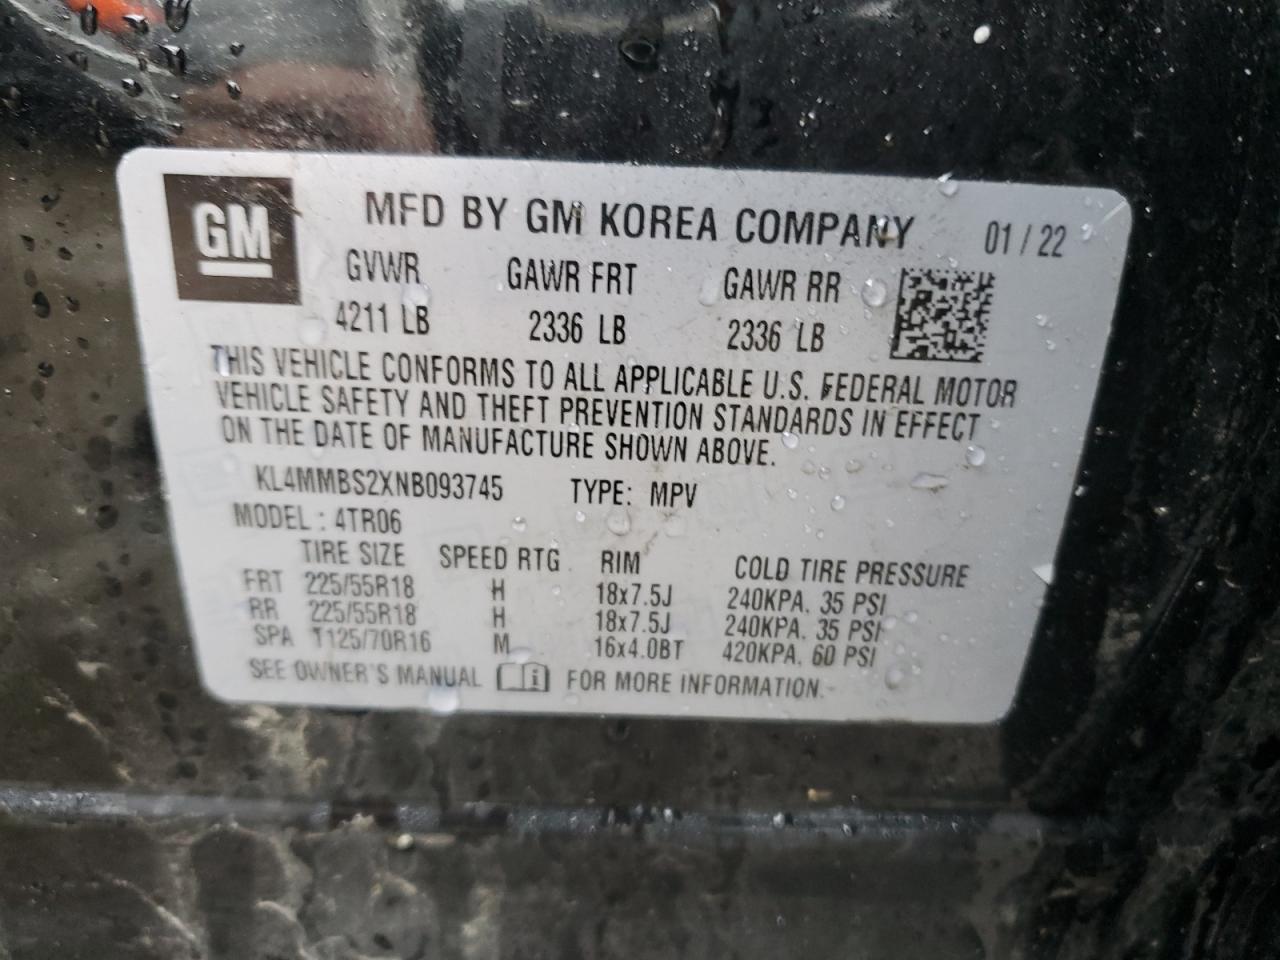 GM
MFD BY GM KOREA COMPANY 01 / 22
GVWR GAWR FRT GAWR RR
4211 LB 2336 LB 2336 LB
THIS VEHICLE CONFORMS TO ALL APPLICABLE U.S. FEDERAL MOTOR
VEHICLE SAFETY AND THEFT PREVENTION STANDARDS IN EFFECT
ON THE DATE OF MANUFACTURE SHOWN ABOVE.
KL4MMBS2XNB093745 TYPE: MPV
MODEL : 4TR06
TIRE SIZE SPEED RTG RIM COLD TIRE PRESSURE
FRT 225/55R18 H 18x7.5J 240KPA. 35 PSI
RR 225/55R18 H 18x7.5J 240KPA. 35 PSI
SPA T125/70R16 M 16x4.0BT 420KPA. 60 PSI
SEE OWNER'S MANUAL i FOR MORE INFORMATION.